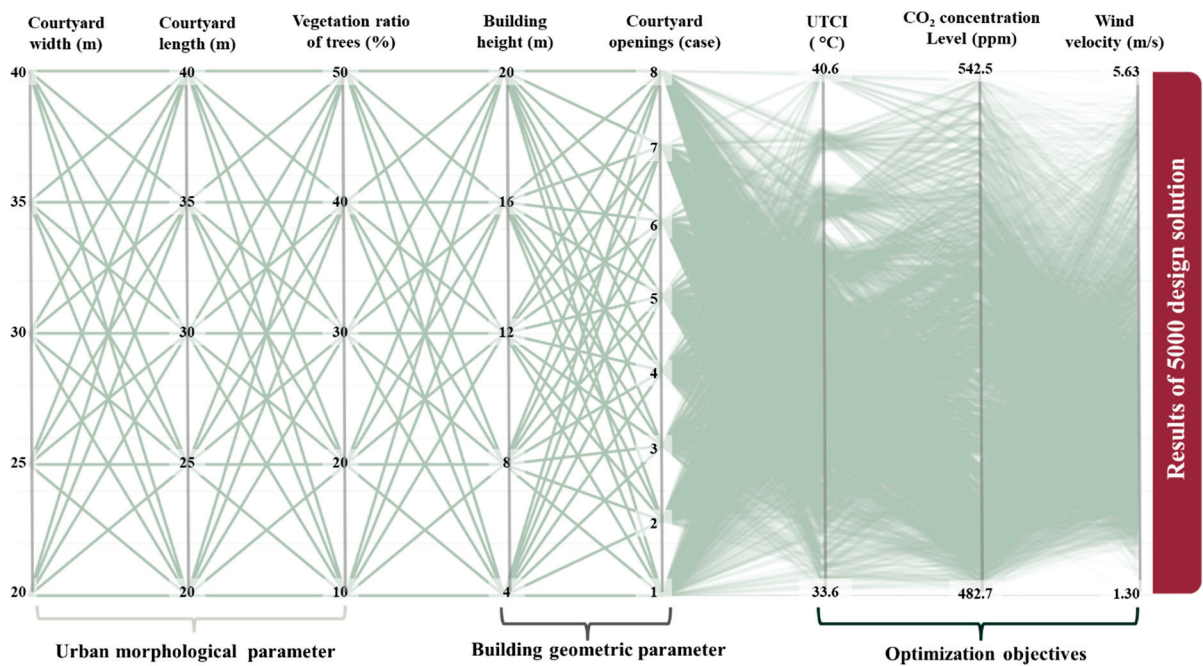 Courtyard
width (m)
Courtyard
length (m)
Vegetation ratio
of trees (%)
Building
height (m)
Courtyard
openings (case)
UTCI
( °C)
CO₂ concentration
Level (ppm)
Wind
velocity (m/s)
40
35
30
25
20
40
35
30
25
20
50
40
30
20
10
20
16
12
8
4
8
7
6
5
4
3
2
1
40.6
33.6
542.5
482.7
5.63
1.30
Results of 5000 design solution
Urban morphological parameter
Building geometric parameter
Optimization objectives